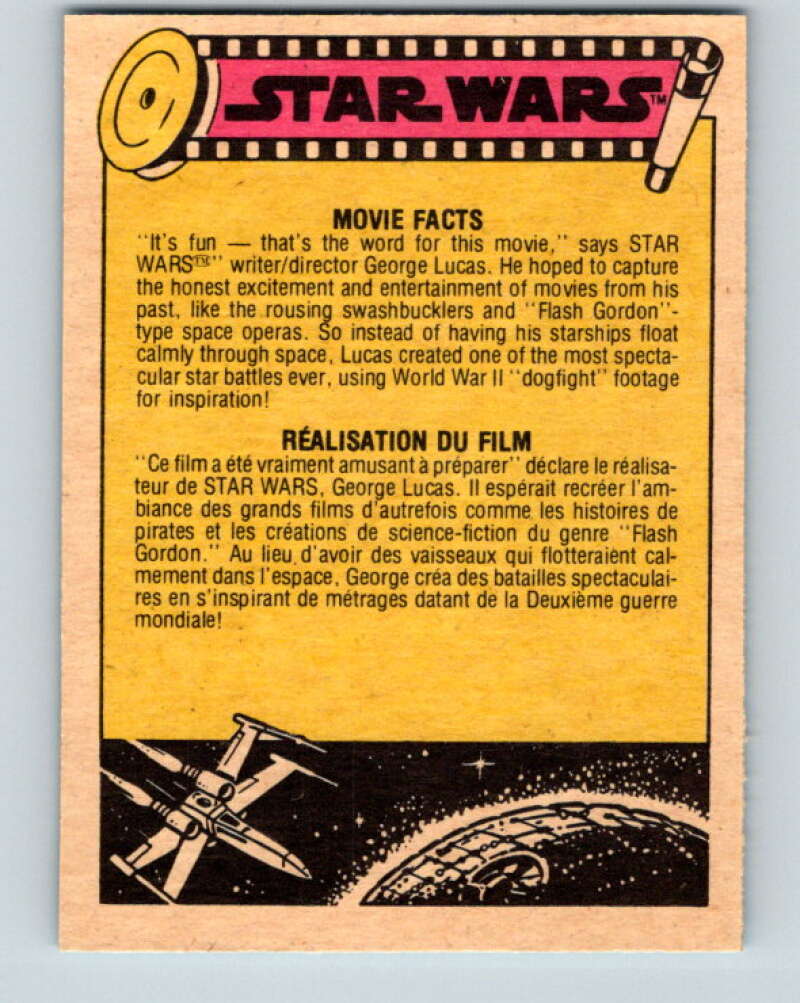 STAR WARS™
MOVIE FACTS
"It's fun — that's the word for this movie," says STAR
WARS™" writer/director George Lucas. He hoped to capture
the honest excitement and entertainment of movies from his
past, like the rousing swashbucklers and "Flash Gordon"-
type space operas. So instead of having his starships float
calmly through space, Lucas created one of the most specta-
cular star battles ever, using World War II "dogfight" footage
for inspiration!
RÉALISATION DU FILM
"Ce film a été vraiment amusant à préparer" déclare le réalisa-
teur de STAR WARS, George Lucas. Il espérait recréer l'am-
biance des grands films d'autrefois comme les histoires de
pirates et les créations de science-fiction du genre "Flash
Gordon." Au lieu d'avoir des vaisseaux qui flotteraient cal-
mement dans l'espace, George créa des batailles spectaculai-
res en s'inspirant de métrages datant de la Deuxième guerre
mondiale!